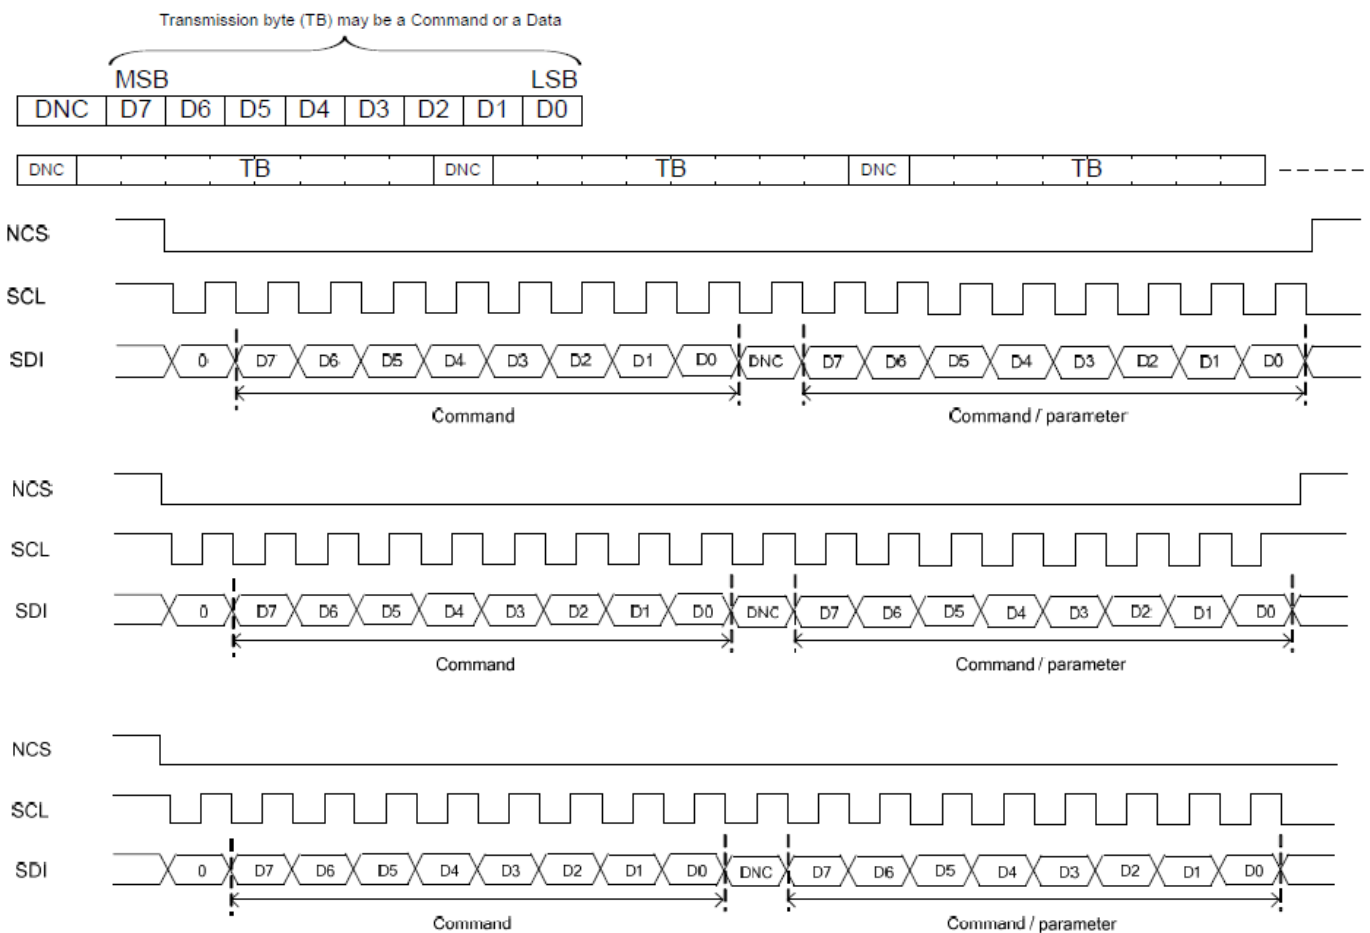 Transmission byte (TB) may be a Command or a Data
MSB LSB
DNC D7 D6 D5 D4 D3 D2 D1 D0
DNC TB DNC TB DNC TB
NCS
SCL
SDI 0 D7 D6 D5 D4 D3 D2 D1 D0 DNC D7 D6 D5 D4 D3 D2 D1 D0
Command Command / parameter
NCS
SCL
SDI 0 D7 D6 D5 D4 D3 D2 D1 D0 DNC D7 D6 D5 D4 D3 D2 D1 D0
Command Command / parameter
NCS
SCL
SDI 0 D7 D6 D5 D4 D3 D2 D1 D0 DNC D7 D6 D5 D4 D3 D2 D1 D0
Command Command / parameter